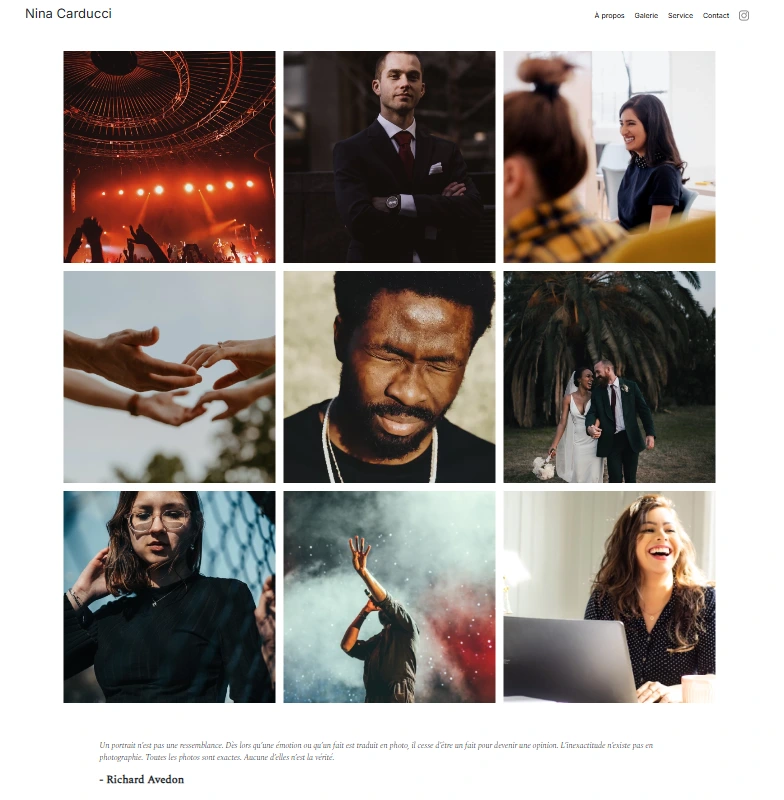 Nina Carducci
À propos Galerie Service Contact
Un portrait n'est pas une ressemblance. Dès lors qu'une émotion ou qu'un fait est traduit en photo, il cesse d'être un fait pour devenir une opinion. L'inexactitude n'existe pas en
photographie. Toutes les photos sont exactes. Aucune d'elles n'est la vérité.
- Richard Avedon